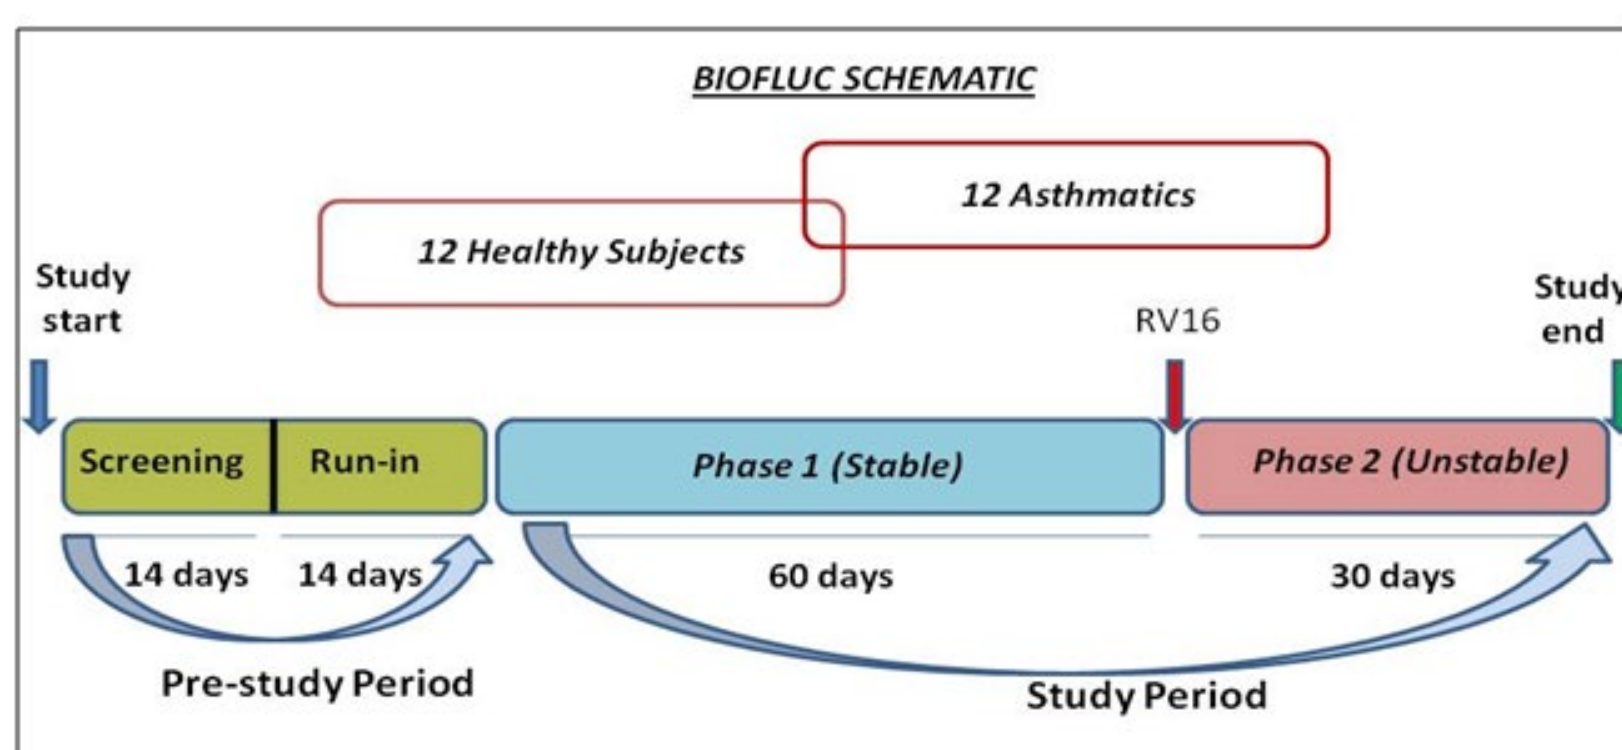 BIOFLUC SCHEMATIC
12 Asthmatics
12 Healthy Subjects
Study
start
RV16
Study
end
Screening
Run-in
Phase 1 (Stable)
Phase 2 (Unstable)
14 days
14 days
60 days
30 days
Pre-study Period
Study Period